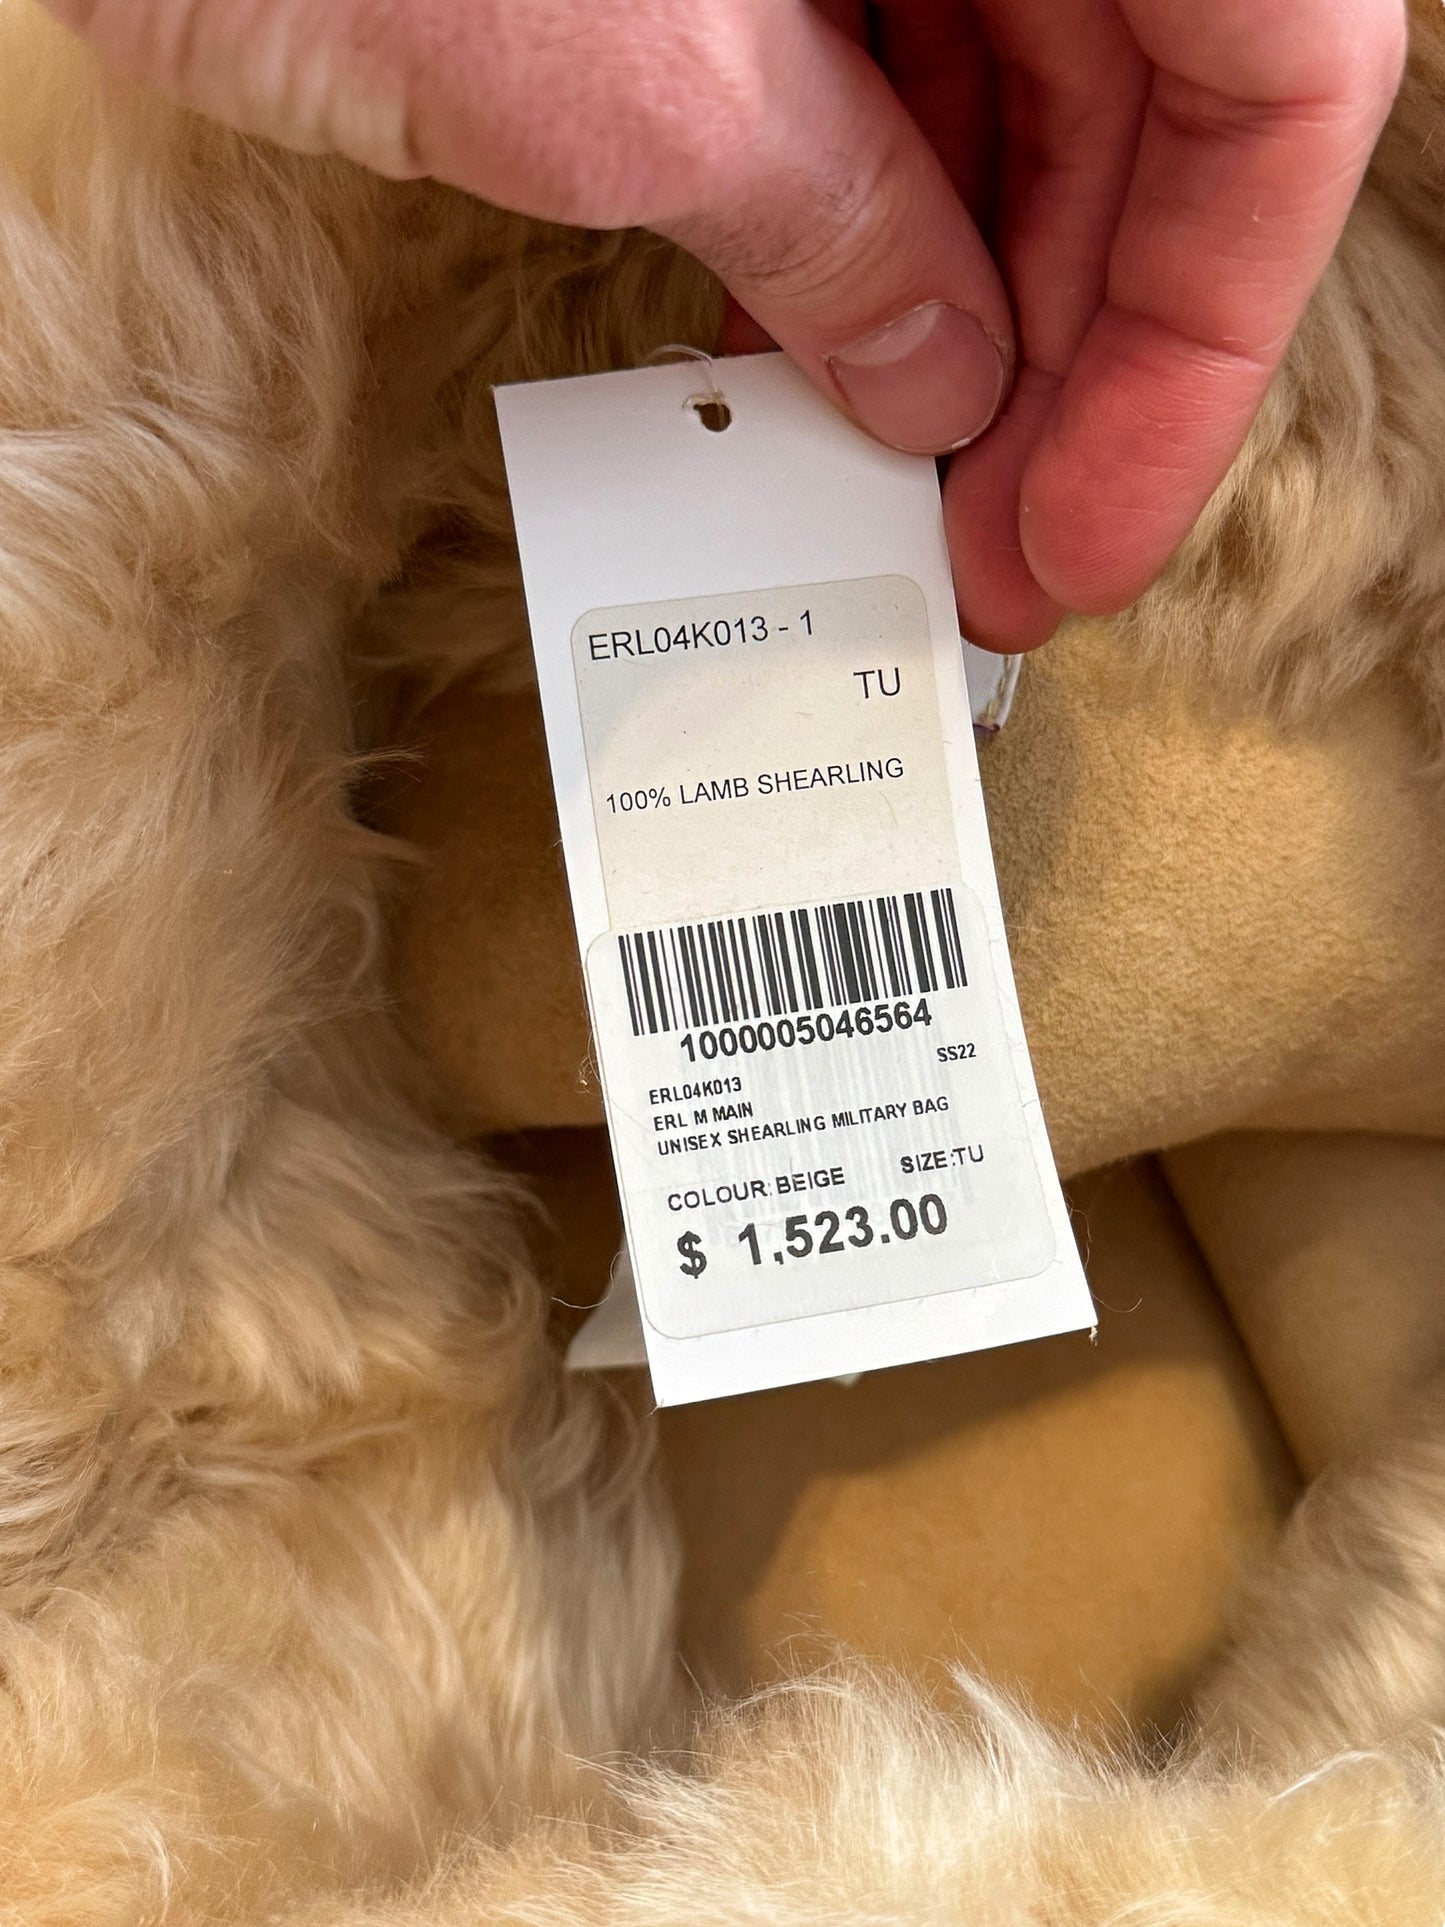 ERL04K013 - 1
TU
100% LAMB SHEARLING
1000005046564
SS22
ERL04K013
ERL M MAIN
UNISEX SHEARLING MILITARY BAG
COLOUR:BEIGE SIZE:TU
$ 1,523.00